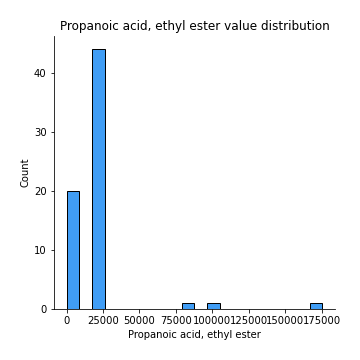 Propanoic acid, ethyl ester value distribution
Count
40
30
20
10
0
0 25000 50000 75000 100000 125000 150000 175000
Propanoic acid, ethyl ester